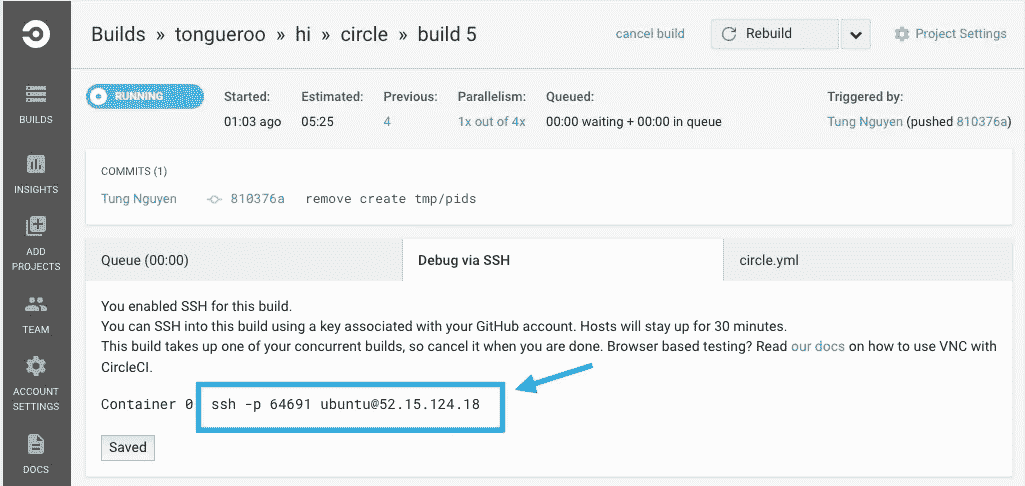 Builds » tongueroo » hi » circle » build 5
cancel build
Rebuild
Project Settings
BUILDS
INSIGHTS
ADD
PROJECTS
TEAM
ACCOUNT
SETTINGS
DOCS
RUNNING
Started: Estimated: Previous: Parallelism: Queued: Triggered by:
01:03 ago 05:25 4 1x out of 4x 00:00 waiting + 00:00 in queue Tung Nguyen (pushed 810376a)
COMMITS (1)
Tung Nguyen 810376a remove create tmp/pids
Queue (00:00) Debug via SSH circle.yml
You enabled SSH for this build.
You can SSH into this build using a key associated with your GitHub account. Hosts will stay up for 30 minutes.
This build takes up one of your concurrent builds, so cancel it when you are done. Browser based testing? Read our docs on how to use VNC with
CircleCI.
Container 0 ssh -p 64691 ubuntu@52.15.124.18
Saved